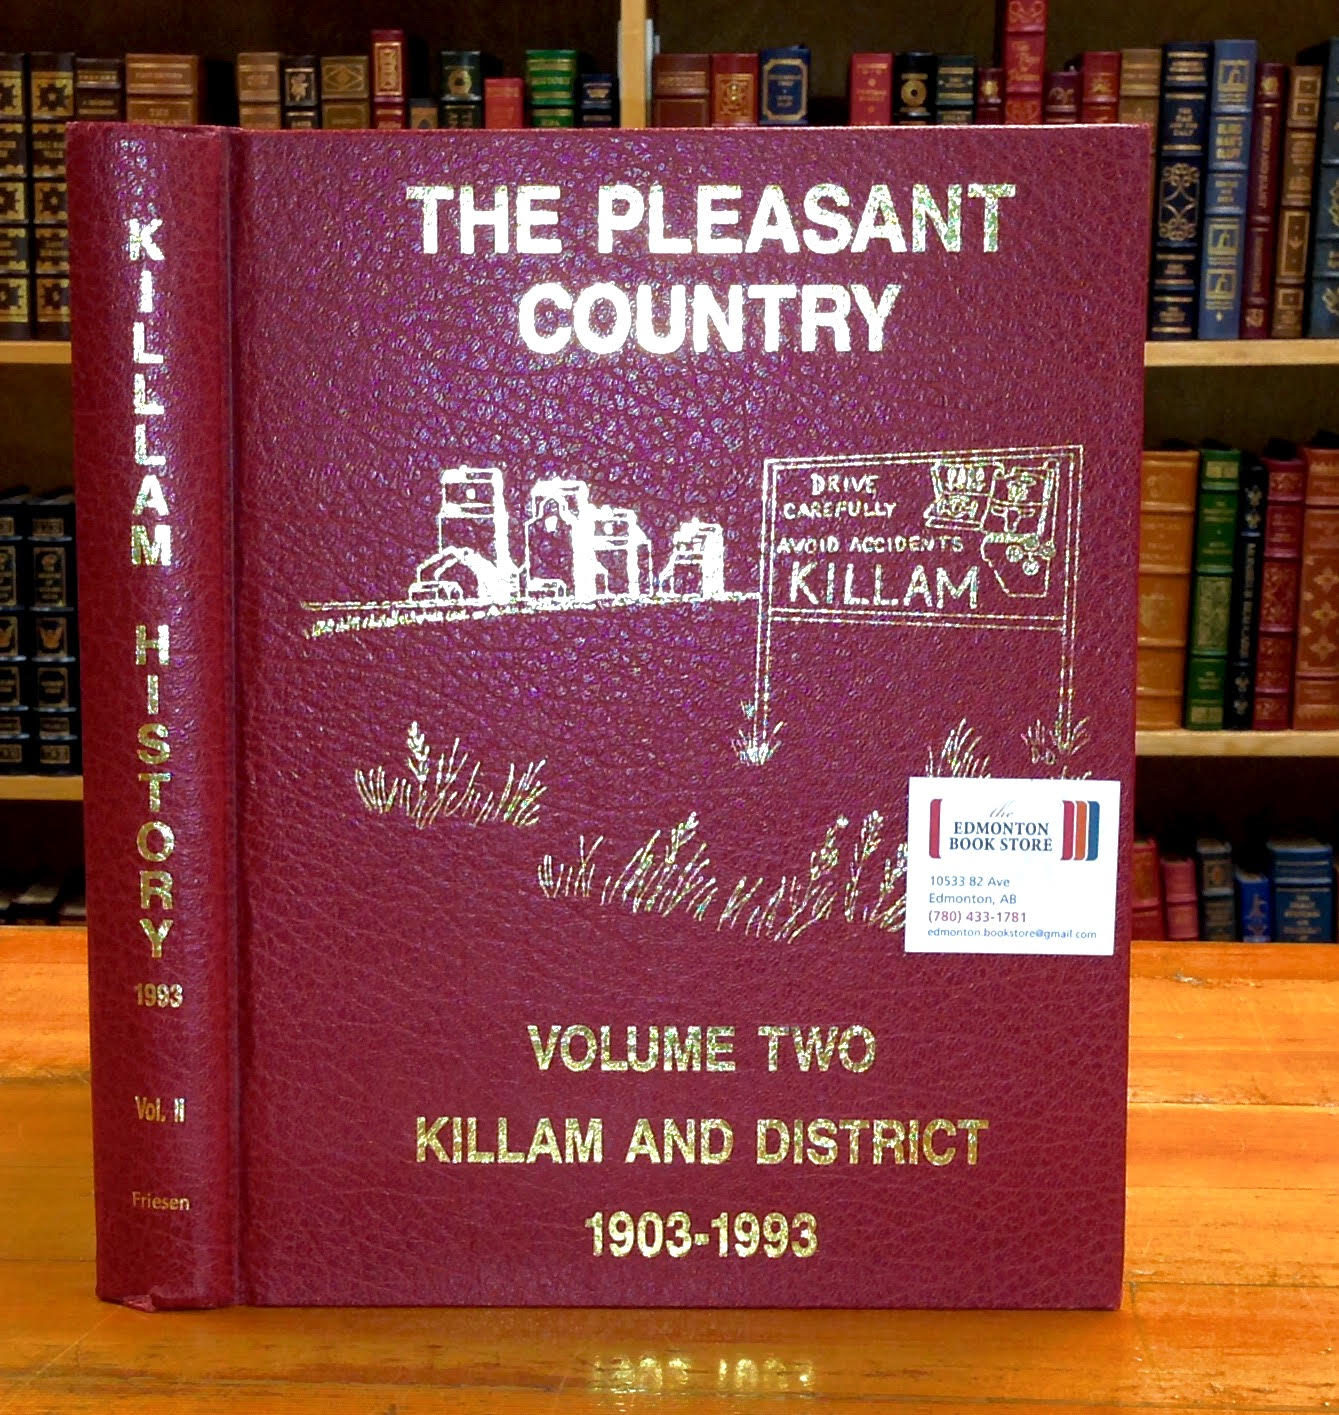 THE PLEASANT
COUNTRY
DRIVE
CAREFULLY
AVOID ACCIDENTS
KILLAM
the
EDMONTON
BOOK STORE
10533 82 Ave
Edmonton, AB
(780) 433-1781
edmonton.bookstore@gmail.com
VOLUME TWO
KILLAM AND DISTRICT
1903-1993
KILLAM HISTORY
1993
Vol. II
Friesen